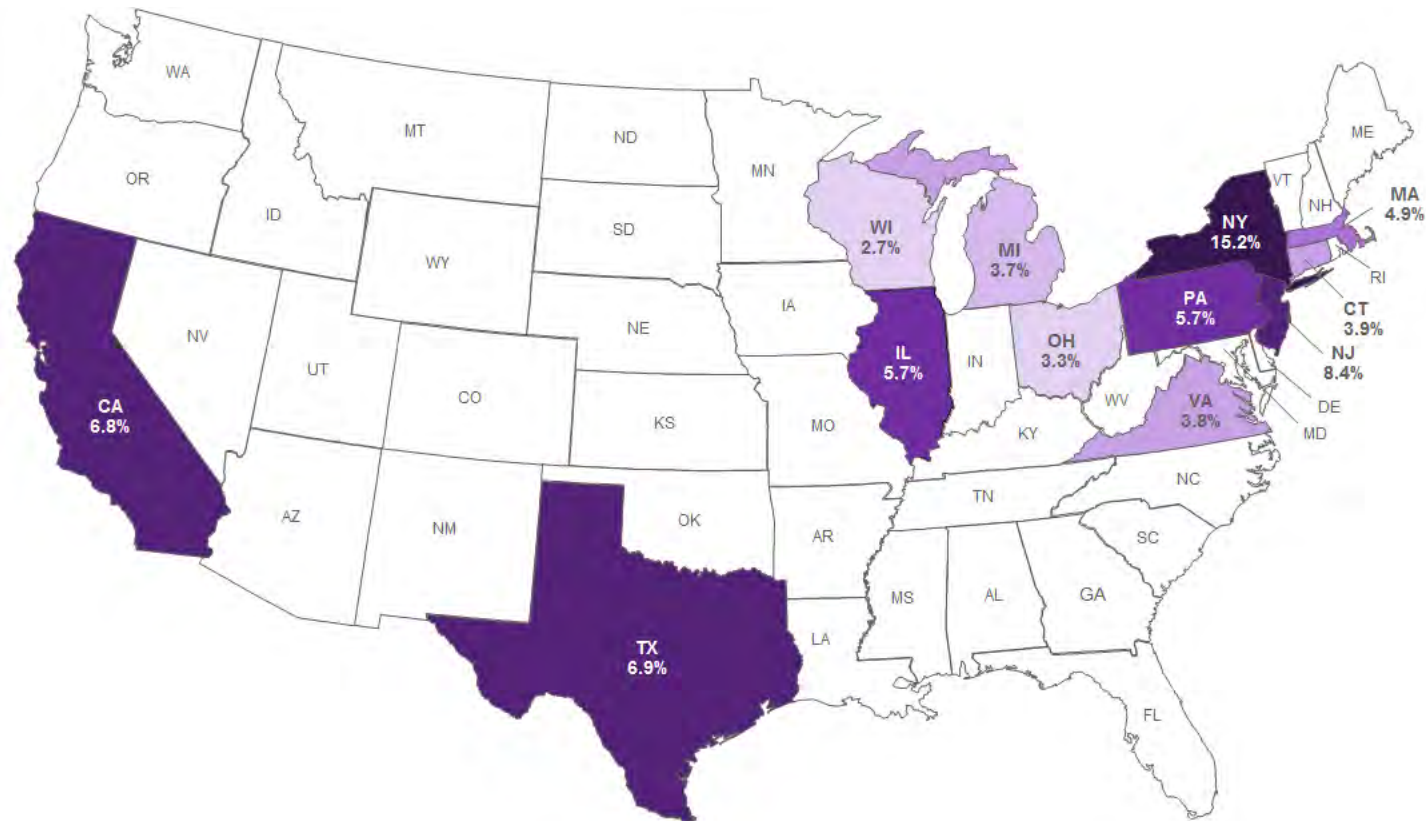 WA
MT
ND
MN
ME
OR
ID
SD
WY
WI
2.7%
MI
3.7%
VT
NH
NY
15.2%
MA
4.9%
RI
CT
3.9%
NJ
8.4%
PA
5.7%
IA
NE
NV
UT
CO
IL
5.7%
IN
OH
3.3%
WV
VA
3.8%
DE
MD
CA
6.8%
KS
MO
KY
NC
TN
AZ
NM
OK
AR
SC
MS
AL
GA
LA
TX
6.9%
FL